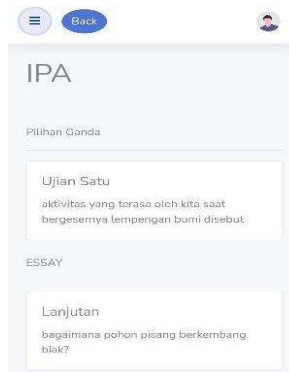 Back
IPA
Pilihan Ganda
Ujian Satu
aktivitas yang terasa oleh kita saat
bergesernya lempengan bumi disebut
ESSAY
Lanjutan
bagaimana pohon pisang berkembang
biak?